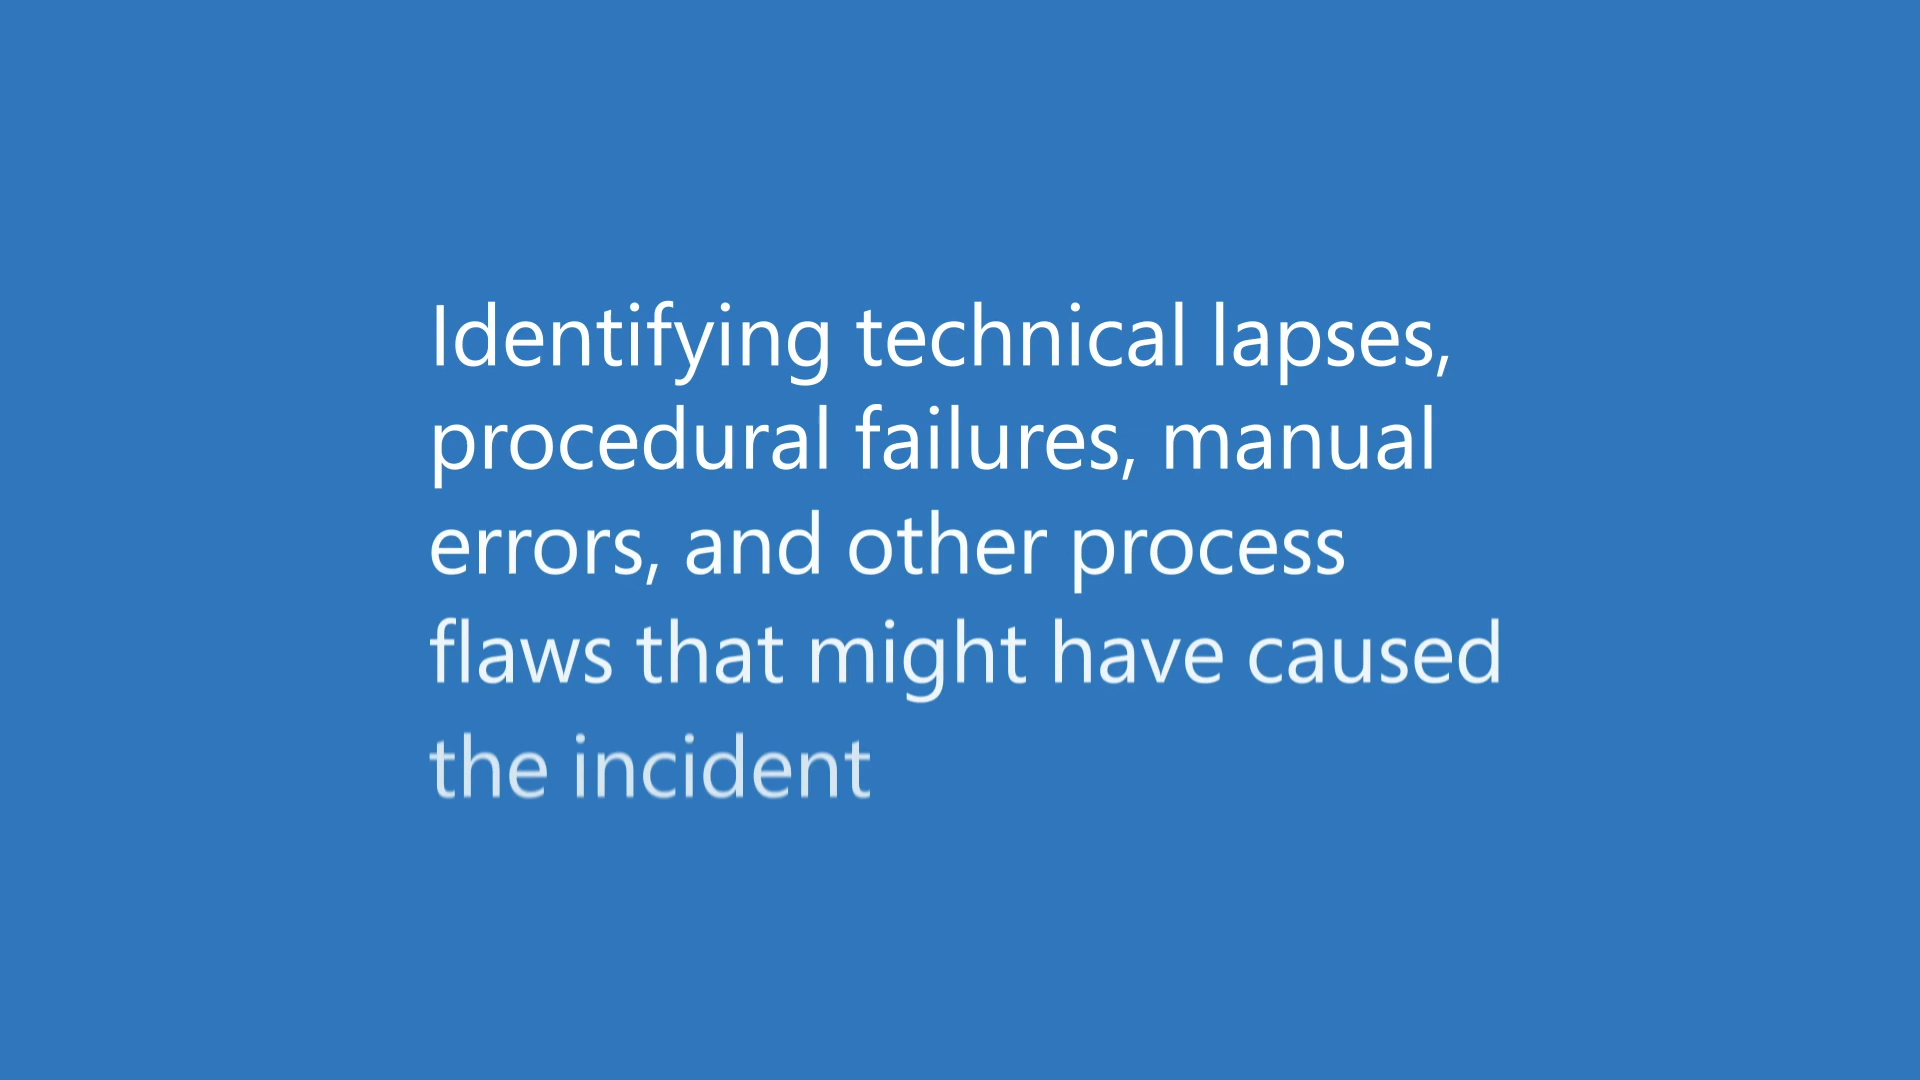 Identifying technical lapses,
procedural failures, manual
errors, and other process
flaws that might have caused
the incident